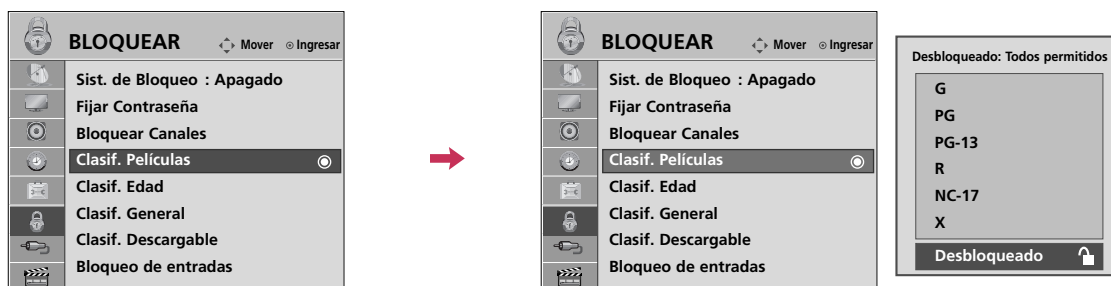 BLOQUEAR Mover Ingresar
Sist. de Bloqueo : Apagado
Fijar Contraseña
Bloquear Canales
Clasif. Películas
Clasif. Edad
Clasif. General
Clasif. Descargable
Bloqueo de entradas
BLOQUEAR Mover Ingresar
Sist. de Bloqueo : Apagado
Fijar Contraseña
Bloquear Canales
Clasif. Películas
Clasif. Edad
Clasif. General
Clasif. Descargable
Bloqueo de entradas
Desbloqueado: Todos permitidos
G
PG
PG-13
R
NC-17
X
Desbloqueado